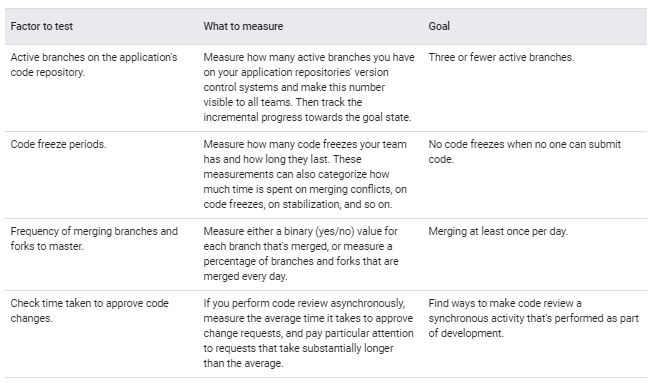 Factor to test
What to measure
Goal
Active branches on the application's
code repository.
Measure how many active branches you have
on your application repositories' version
control systems and make this number
visible to all teams. Then track the
incremental progress towards the goal state.
Three or fewer active branches.
Code freeze periods.
Measure how many code freezes your team
has and how long they last. These
measurements can also categorize how
much time is spent on merging conflicts, on
code freezes, on stabilization, and so on.
No code freezes when no one can submit
code.
Frequency of merging branches and
forks to master.
Measure either a binary (yes/no) value for
each branch that's merged, or measure a
percentage of branches and forks that are
merged every day.
Merging at least once per day.
Check time taken to approve code
changes.
If you perform code review asynchronously,
measure the average time it takes to approve
change requests, and pay particular attention
to requests that take substantially longer
than the average.
Find ways to make code review a
synchronous activity that's performed as part
of development.